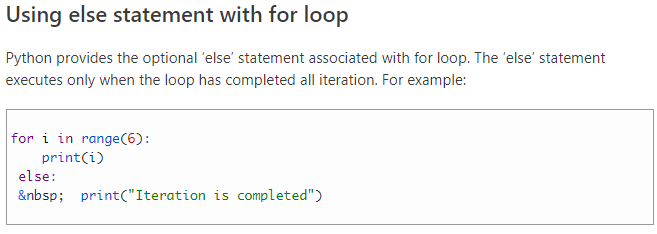 Using else statement with for loop
Python provides the optional ‘else’ statement associated with for loop. The ‘else’ statement
executes only when the loop has completed all iteration. For example:
for i in range(6):
    print(i)
 else:
 &nbsp;  print("Iteration is completed")